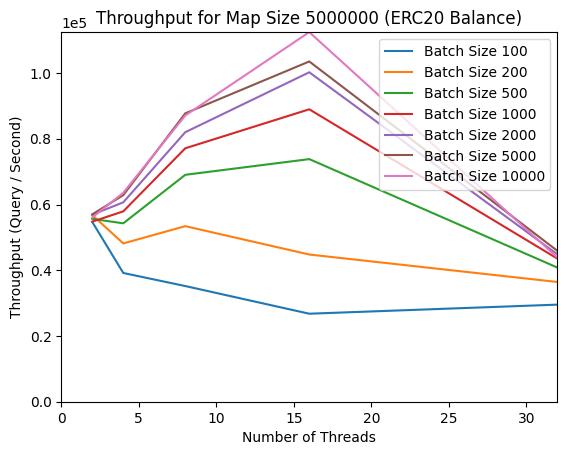 Throughput for Map Size 5000000 (ERC20 Balance)
1e5
Throughput (Query / Second)
1.0
0.8
0.6
0.4
0.2
0.0
0 5 10 15 20 25 30
Number of Threads
Batch Size 100
Batch Size 200
Batch Size 500
Batch Size 1000
Batch Size 2000
Batch Size 5000
Batch Size 10000